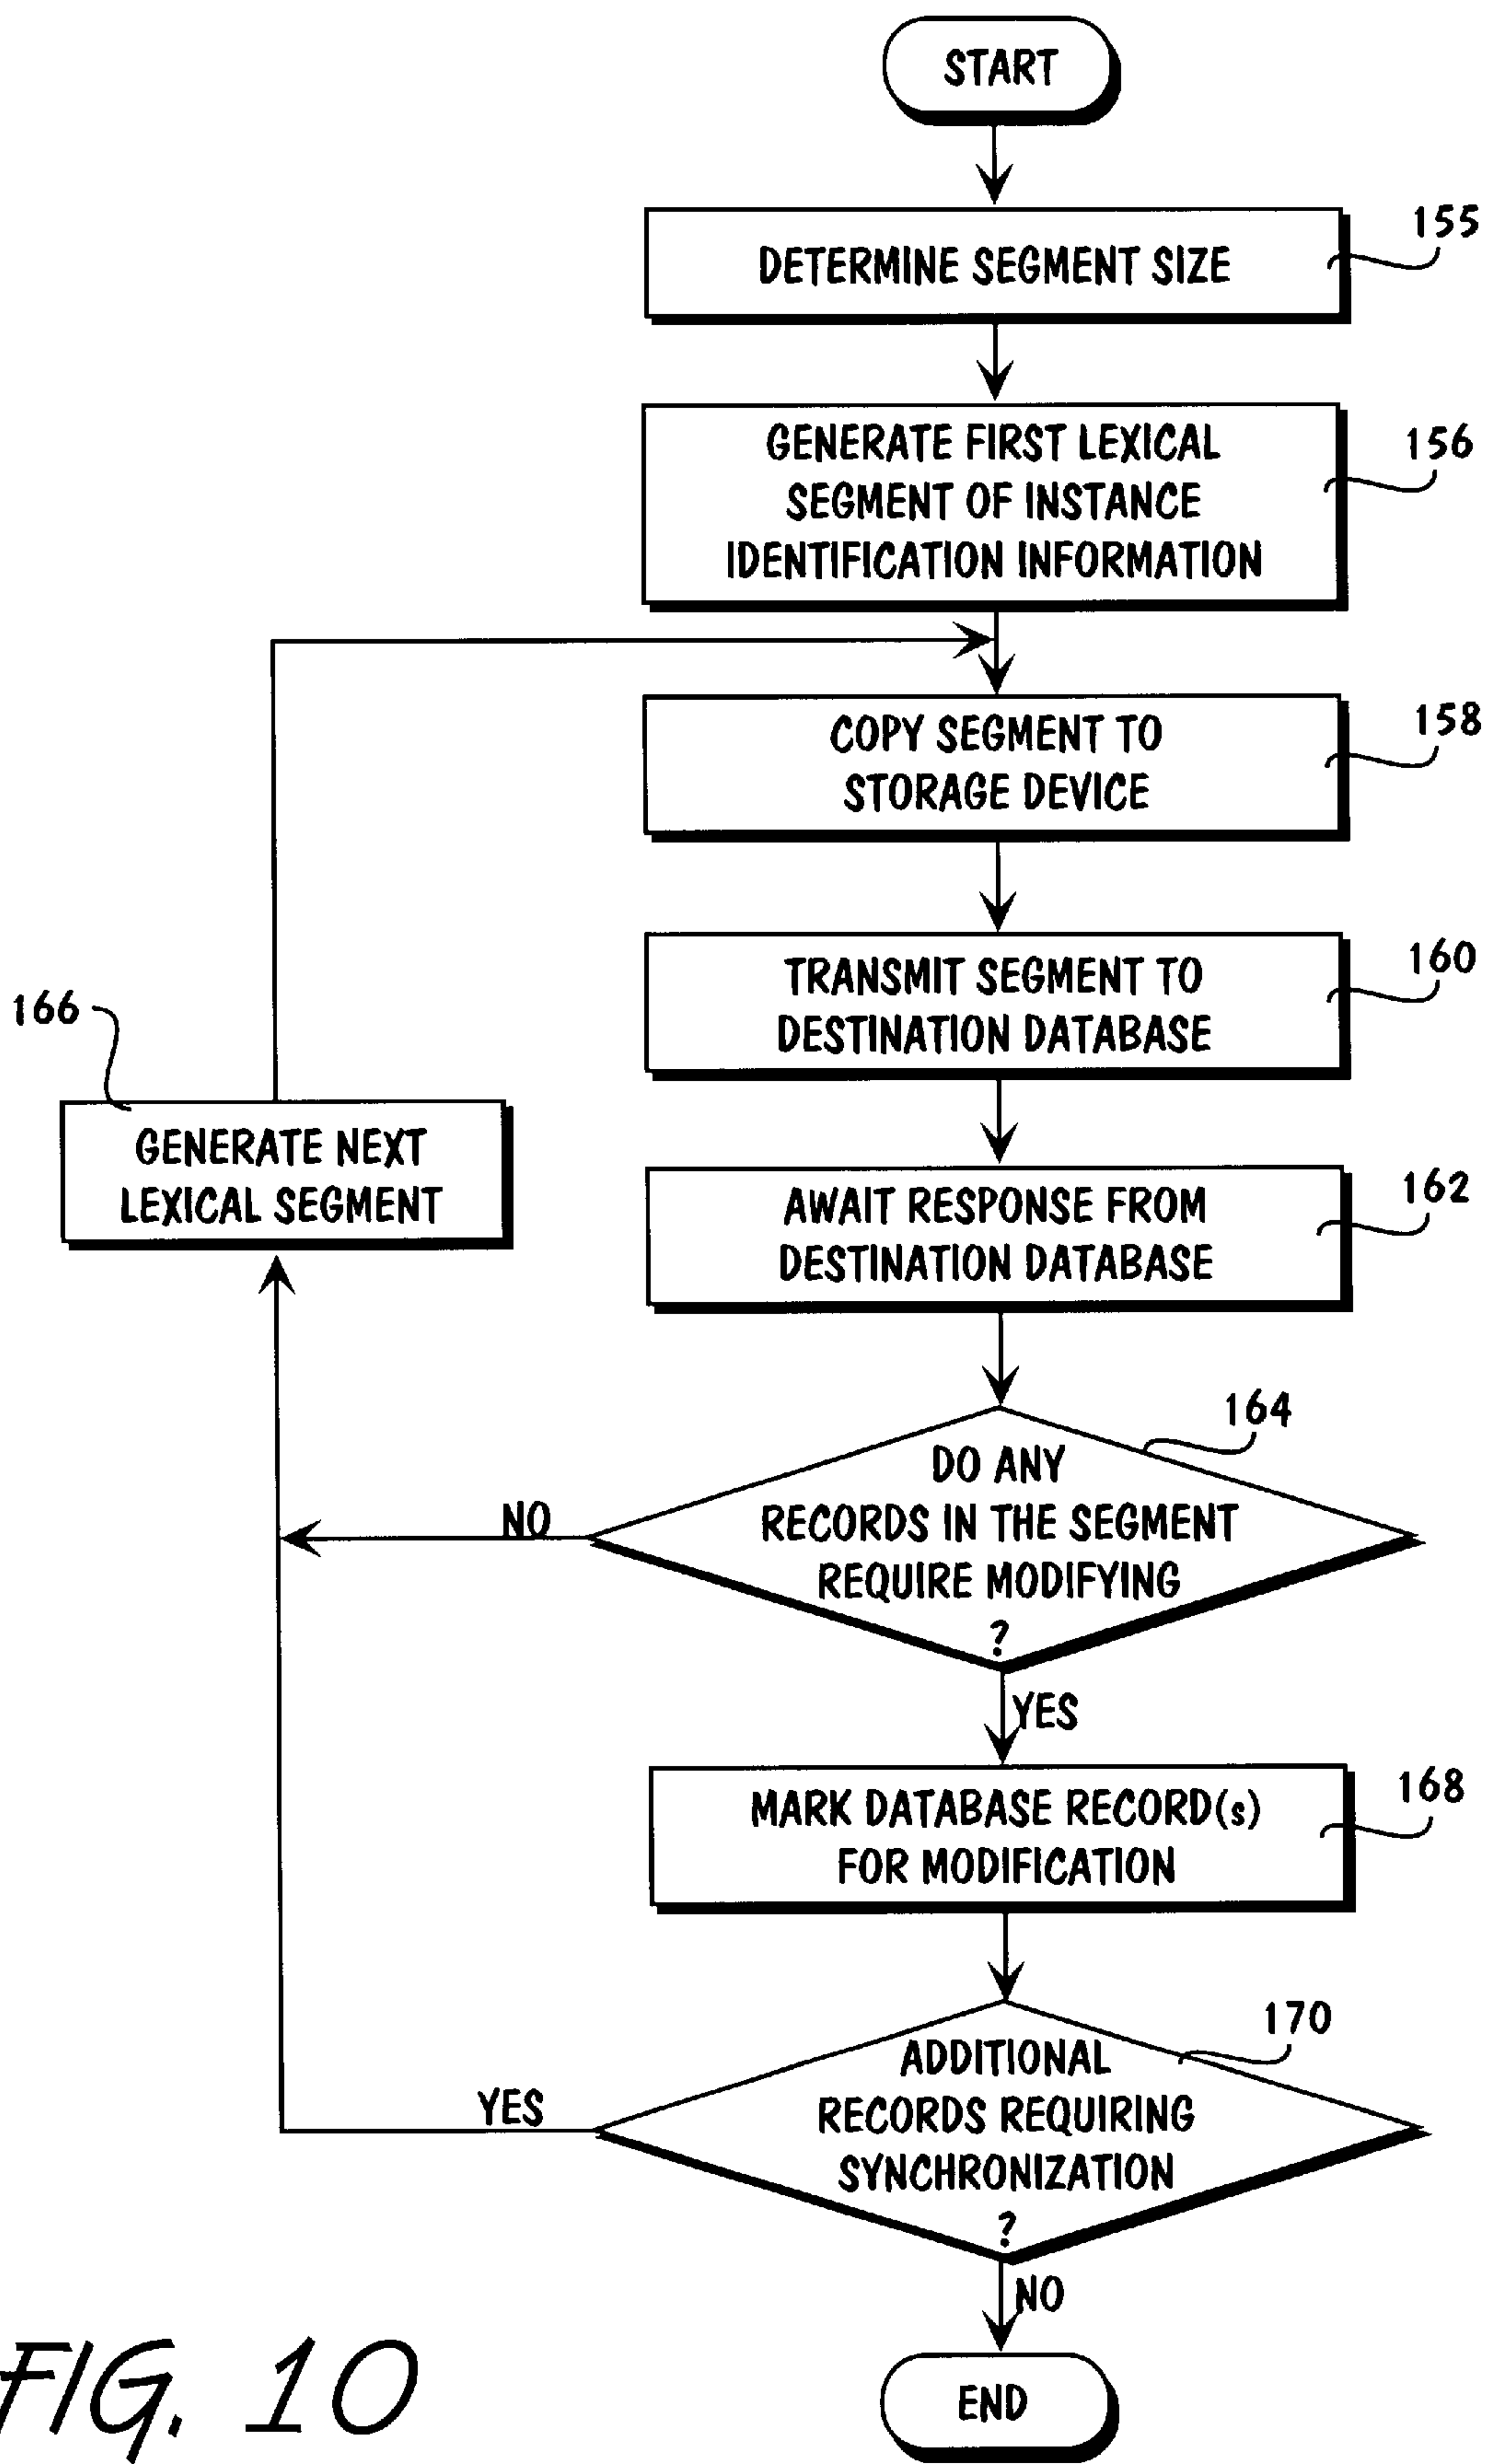 START
DETERMINE SEGMENT SIZE
155
GENERATE FIRST LEXICAL
SEGMENT OF INSTANCE
IDENTIFICATION INFORMATION
156
COPY SEGMENT TO
STORAGE DEVICE
158
TRANSMIT SEGMENT TO
DESTINATION DATABASE
160
166
GENERATE NEXT
LEXICAL SEGMENT
AWAIT RESPONSE FROM
DESTINATION DATABASE
162
164
DO ANY
RECORDS IN THE SEGMENT
REQUIRE MODIFYING
?
NO
YES
MARK DATABASE RECORD(s)
FOR MODIFICATION
168
170
ADDITIONAL
RECORDS REQUIRING
SYNCHRONIZATION
?
YES
NO
END
FIG. 10